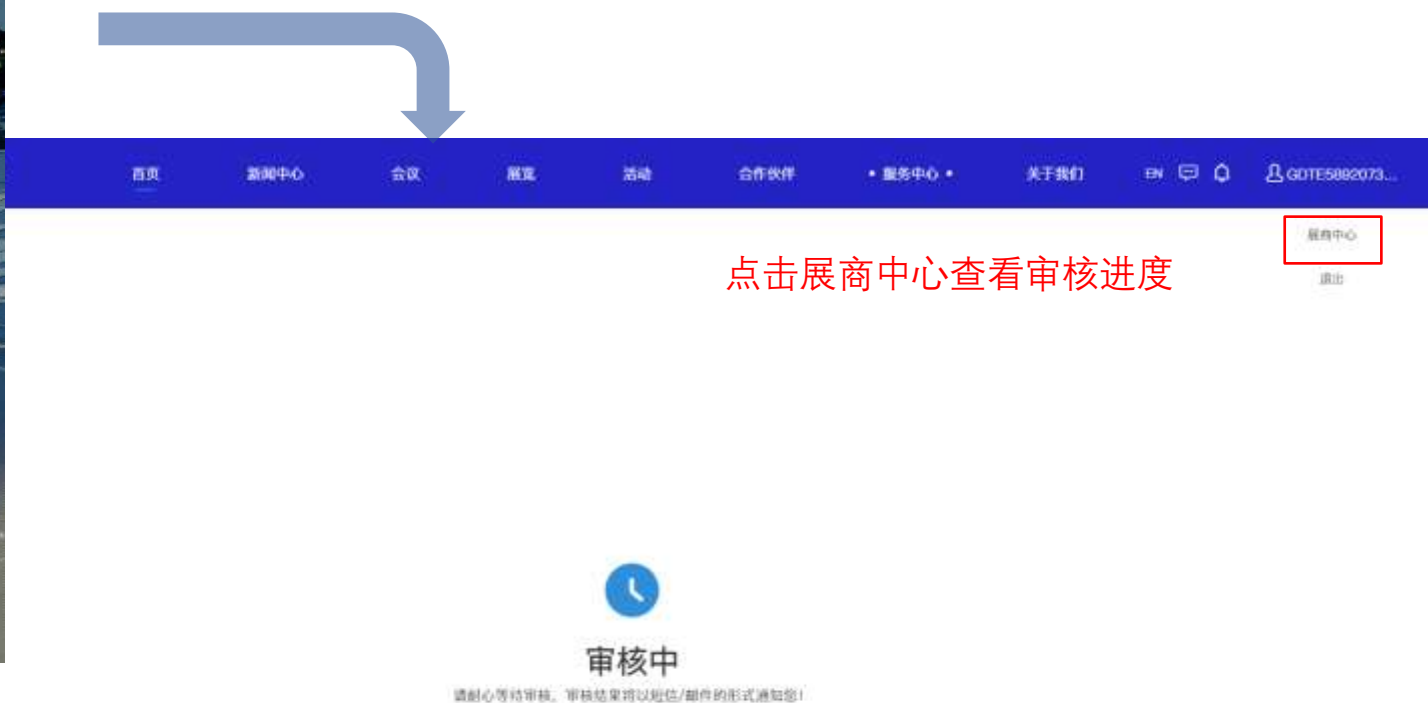 首页 新闻中心 会议 展览 活动 合作伙伴 • 服务中心 • 关于我们 EN GDTE5892073...
展商中心
点击展商中心查看审核进度
退出
审核中
请耐心等待审核，审核结果将以短信/邮件的形式通知您！